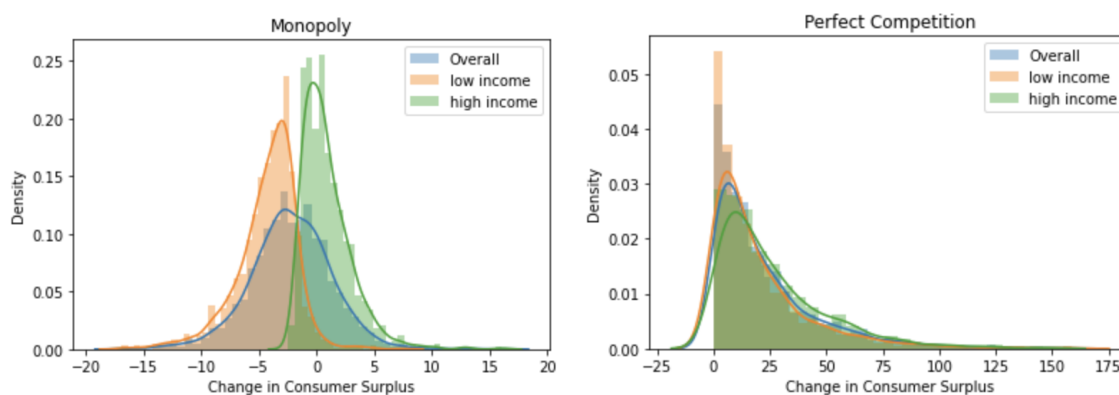 Monopoly
Density
0.25
0.20
0.15
0.10
0.05
0.00
Overall
low income
high income
−20 −15 −10 −5 0 5 10 15 20
Change in Consumer Surplus
Perfect Competition
Density
0.05
0.04
0.03
0.02
0.01
0.00
Overall
low income
high income
−25 0 25 50 75 100 125 150 175
Change in Consumer Surplus